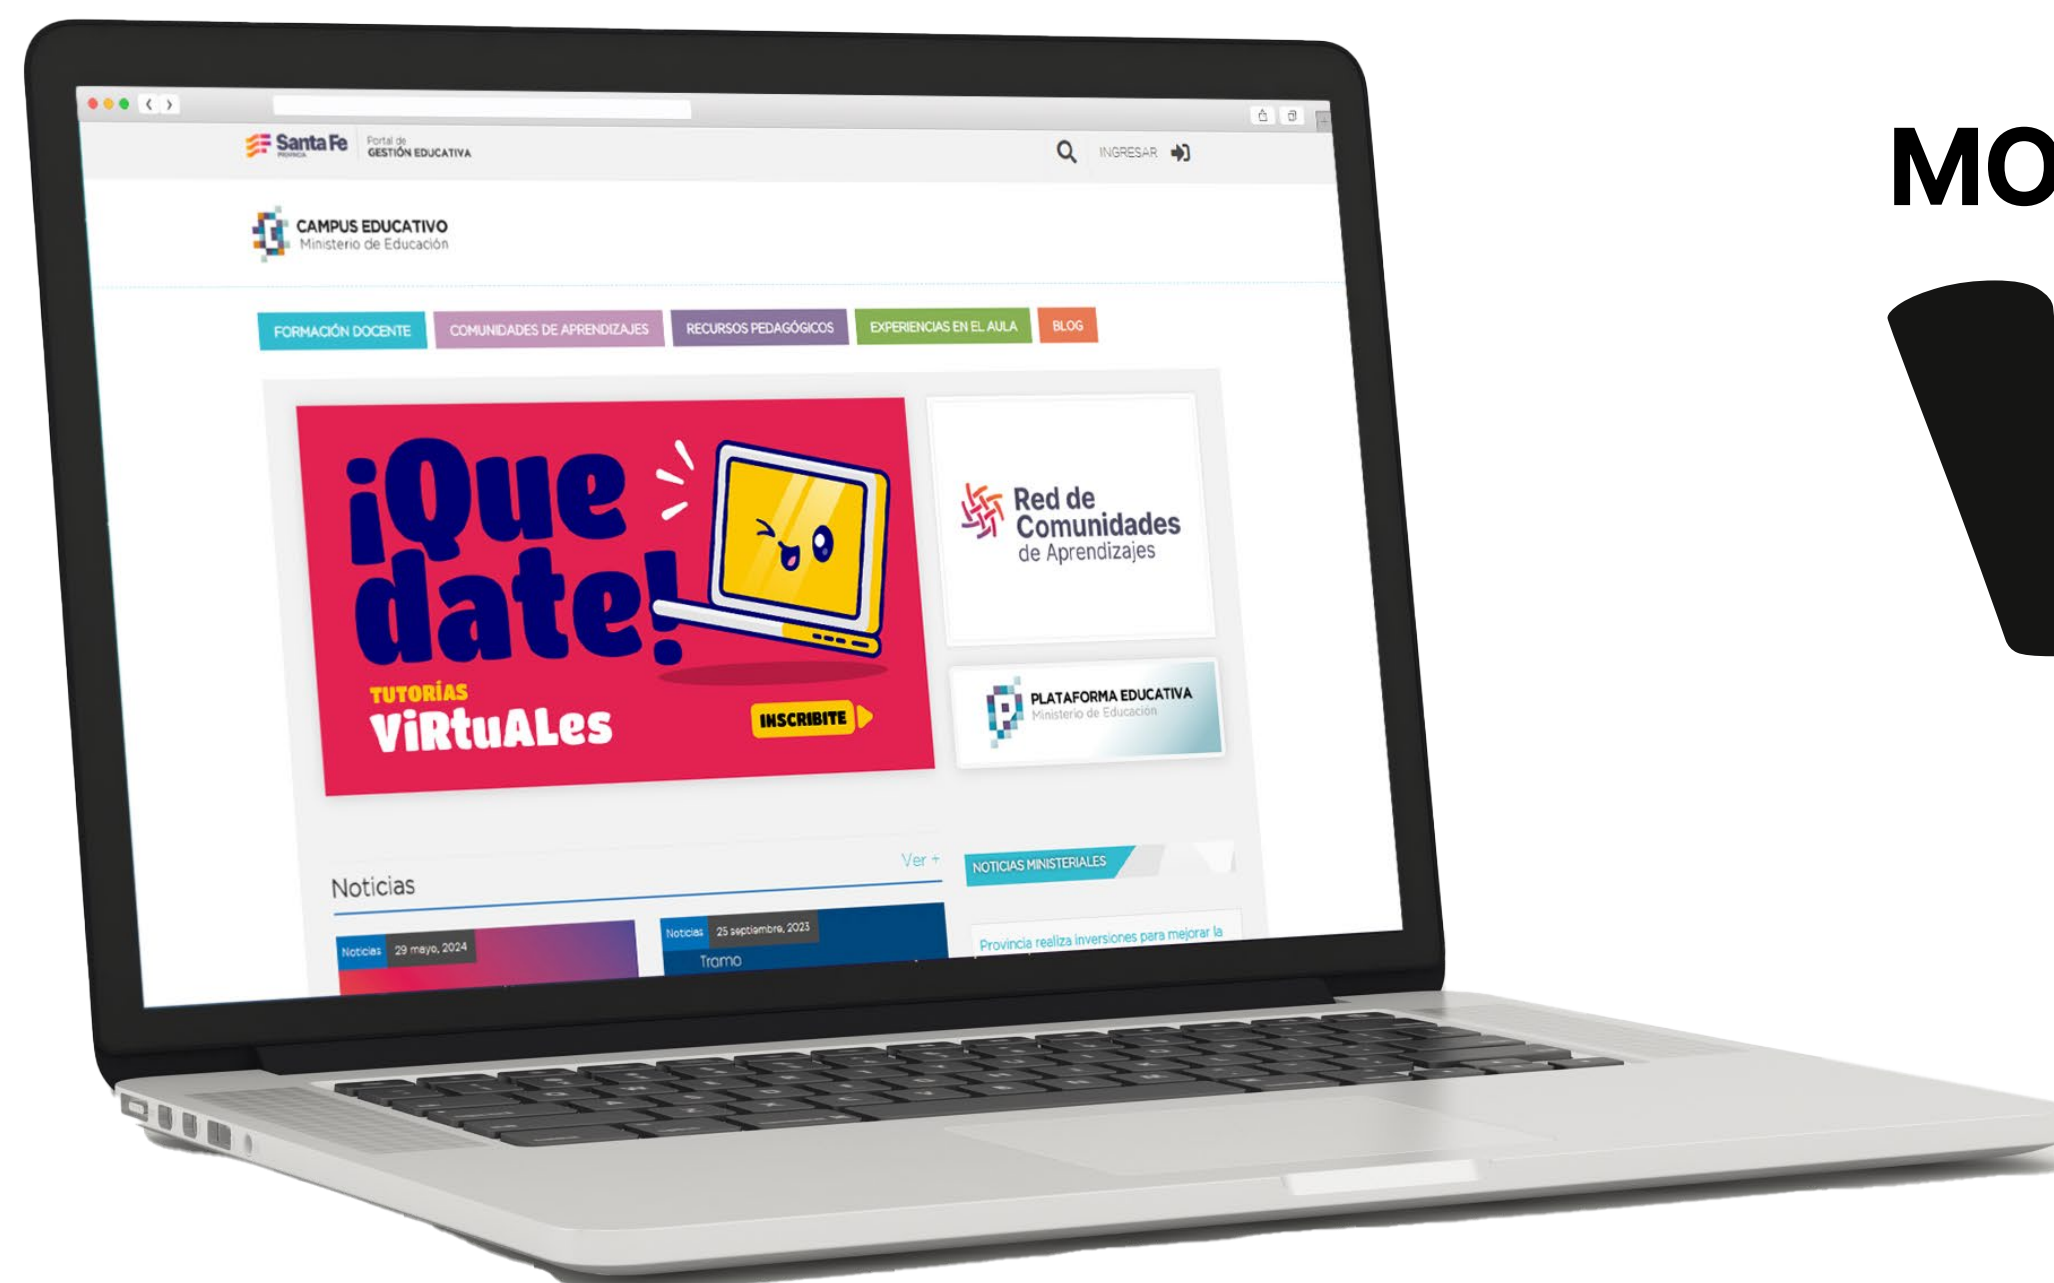 Santa Fe
PROVINCIA
Portal de
GESTIÓN EDUCATIVA
INGRESAR
MO
CAMPUS EDUCATIVO
Ministerio de Educación
FORMACIÓN DOCENTE
COMUNIDADES DE APRENDIZAJES
RECURSOS PEDAGÓGICOS
EXPERIENCIAS EN EL AULA
BLOG
¡Que
date!
TUTORÍAS
ViRtuALes
INSCRIBITE
Red de
Comunidades
de Aprendizajes
P
PLATAFORMA EDUCATIVA
Ministerio de Educación
Noticias
Ver +
NOTICIAS MINISTERIALES
Noticias 29 mayo, 2024
Noticias 25 septiembre, 2023
Tramo
Provincia realiza inversiones para mejorar la